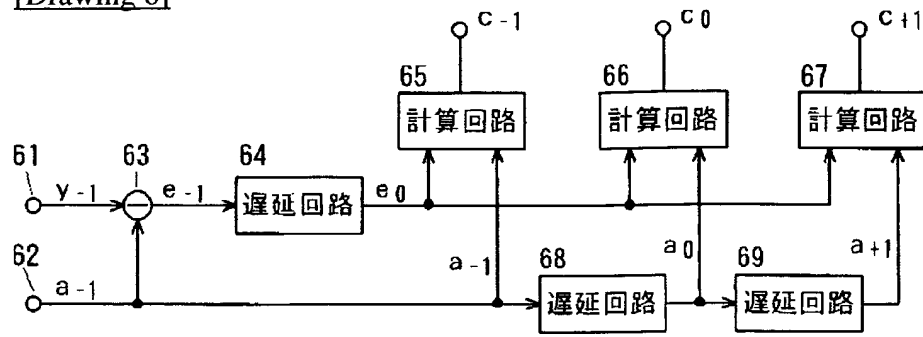 [Drawing 6]
c-1 c0 c+1
65 66 67
計算回路 計算回路 計算回路
61 63 64
y-1 e-1 遅延回路 e0
62 a-1 68 a0 69 a+1
a-1 遅延回路 遅延回路